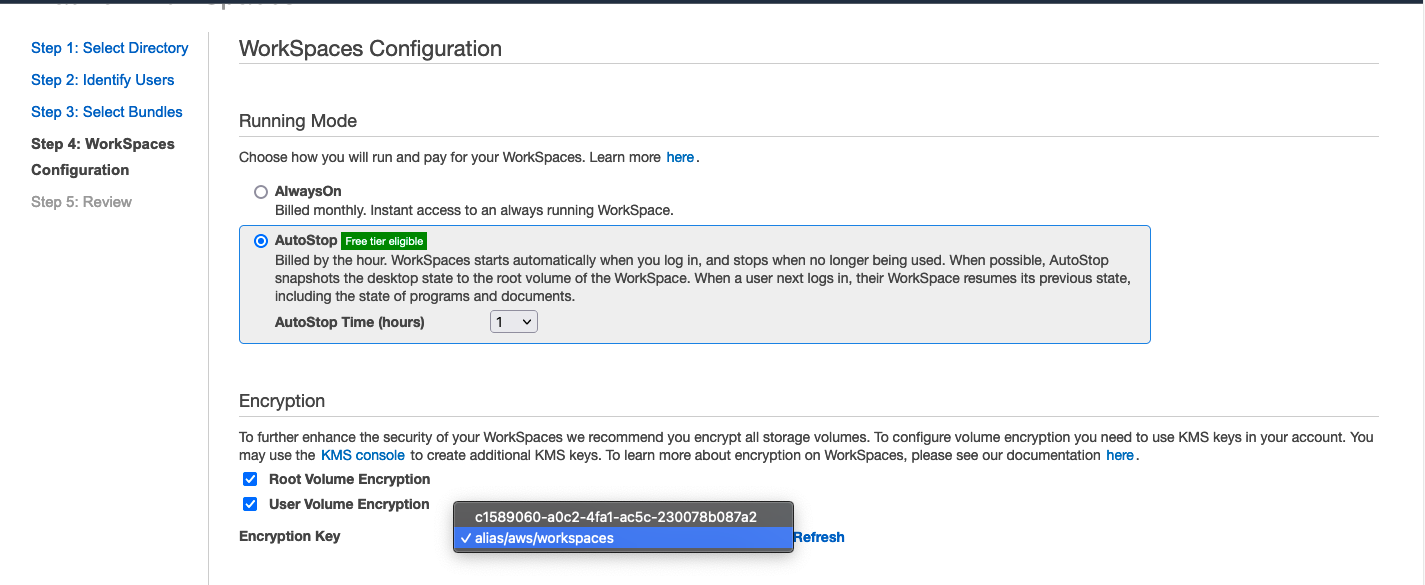 Step 1: Select Directory
Step 2: Identify Users
Step 3: Select Bundles
Step 4: WorkSpaces
Configuration
Step 5: Review
WorkSpaces Configuration
Running Mode
Choose how you will run and pay for your WorkSpaces. Learn more here.
AlwaysOn
Billed monthly. Instant access to an always running WorkSpace.
AutoStop Free tier eligible
Billed by the hour. WorkSpaces starts automatically when you log in, and stops when no longer being used. When possible, AutoStop
snapshots the desktop state to the root volume of the WorkSpace. When a user next logs in, their WorkSpace resumes its previous state,
including the state of programs and documents.
AutoStop Time (hours) 1
Encryption
To further enhance the security of your WorkSpaces we recommend you encrypt all storage volumes. To configure volume encryption you need to use KMS keys in your account. You
may use the KMS console to create additional KMS keys. To learn more about encryption on WorkSpaces, please see our documentation here.
Root Volume Encryption
User Volume Encryption
c1589060-a0c2-4fa1-ac5c-230078b087a2
Encryption Key alias/aws/workspaces Refresh